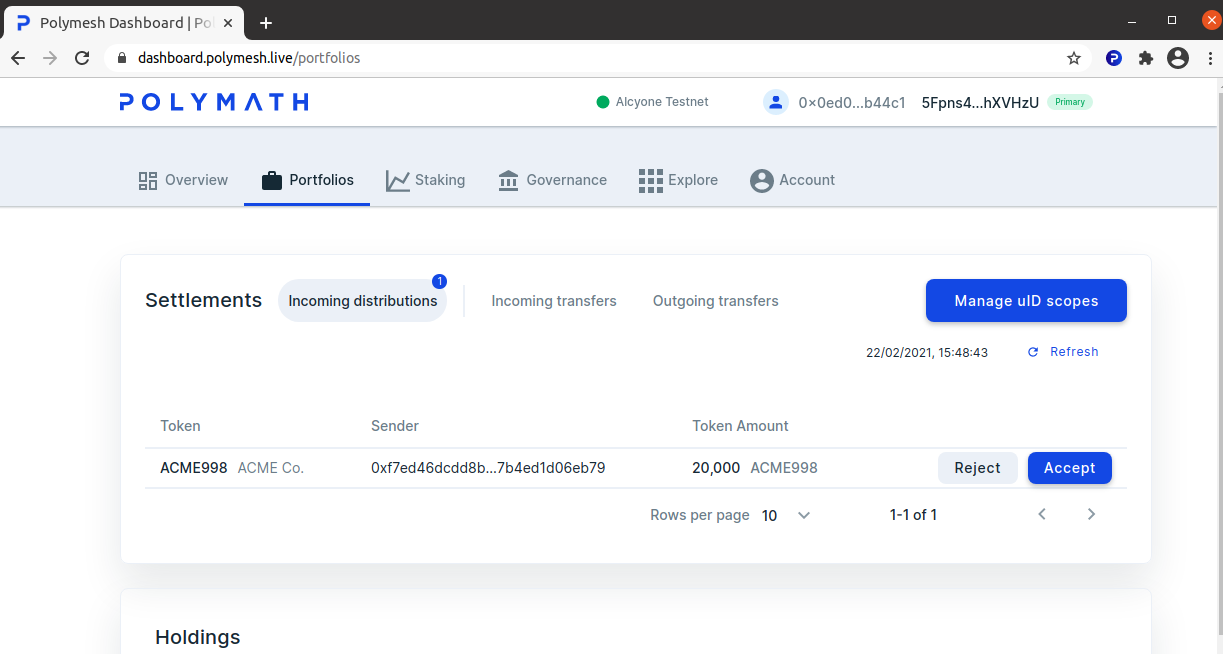 Polymesh Dashboard | Po
dashboard.polymesh.live/portfolios
POLYMATH
Alcyone Testnet
0x0ed0...b44c1 5Fpns4...hXVHzU Primary
Overview Portfolios Staking Governance Explore Account
Settlements Incoming distributions 1 Incoming transfers Outgoing transfers Manage uID scopes
22/02/2021, 15:48:43 Refresh
Token Sender Token Amount
ACME998 ACME Co. 0xf7ed46dcdd8b...7b4ed1d06eb79 20,000 ACME998 Reject Accept
Rows per page 10 1-1 of 1
Holdings